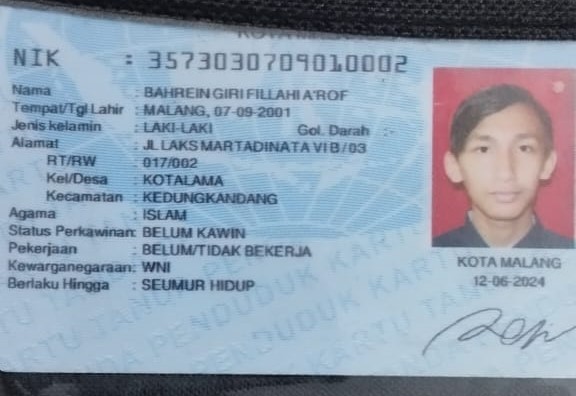 NIK : 3573030709010002
Nama : BAHREIN GIRI FILLAHI A'ROF
Tempat/Tgl Lahir : MALANG, 07-09-2001
Jenis kelamin : LAKI-LAKI Gol. Darah :-
Alamat : JL LAKS MARTADINATA VI B / 03
RT/RW : 017/002
Kel/Desa : KOTALAMA
Kecamatan : KEDUNGKANDANG
Agama : ISLAM
Status Perkawinan: BELUM KAWIN
Pekerjaan : BELUM/TIDAK BEKERJA
Kewarganegaraan: WNI
Berlaku Hingga : SEUMUR HIDUP
KOTA MALANG
12-06-2024